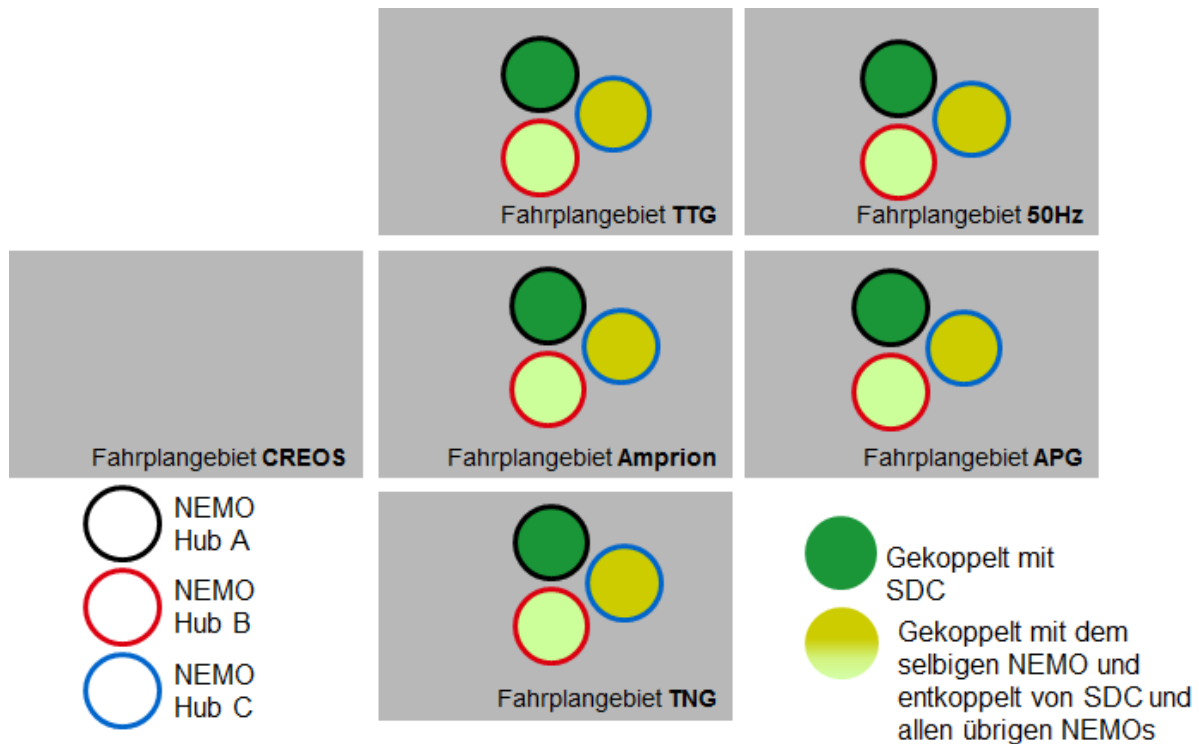 Fahrplangebiet TTG
Fahrplangebiet 50Hz
Fahrplangebiet CREOS
Fahrplangebiet Amprion
Fahrplangebiet APG
NEMO
Hub A
NEMO
Hub B
NEMO
Hub C
Fahrplangebiet TNG
Gekoppelt mit
SDC
Gekoppelt mit dem
selbigen NEMO und
entkoppelt von SDC und
allen übrigen NEMOs